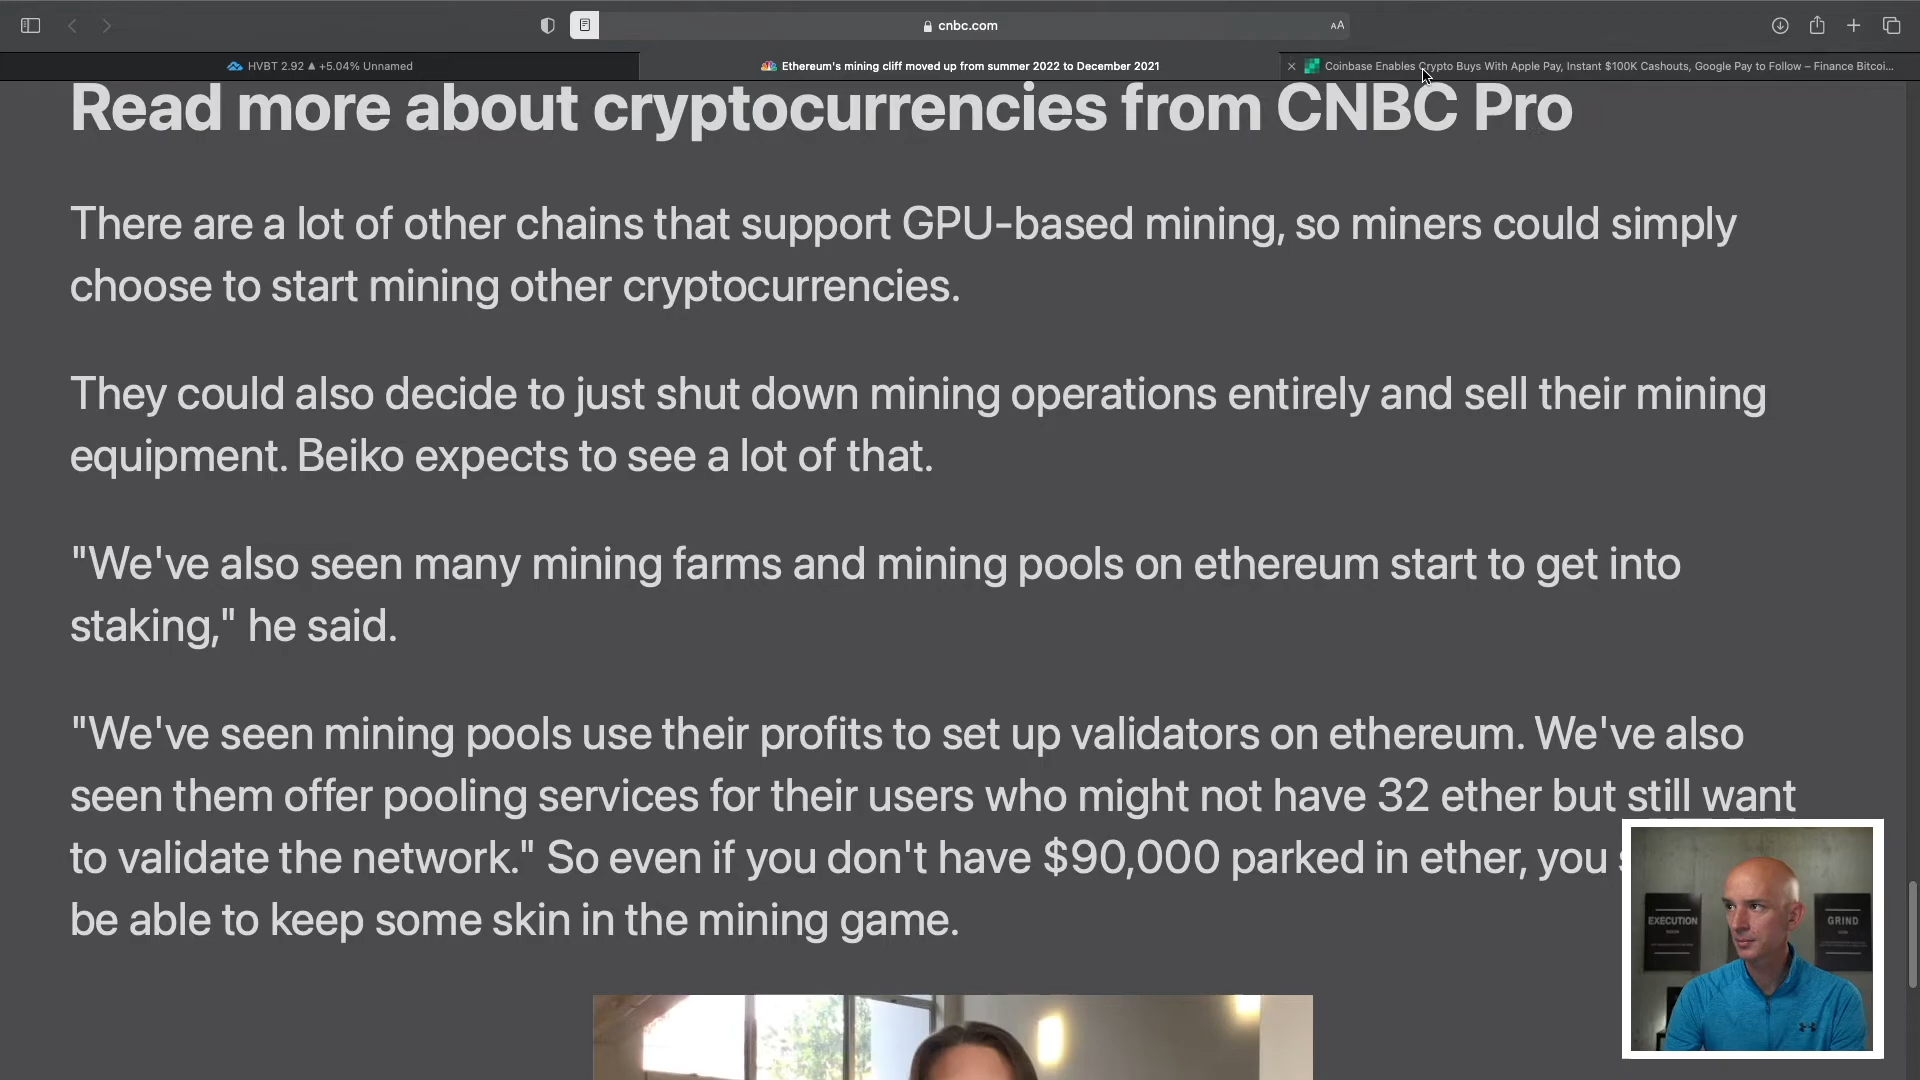 cnbc.com
AA
HVBT 2.92 ▲ +5.04% Unnamed
Ethereum's mining cliff moved up from summer 2022 to December 2021
Coinbase Enables Crypto Buys With Apple Pay, Instant $100K Cashouts, Google Pay to Follow – Finance Bitcoi...
Read more about cryptocurrencies from CNBC Pro
There are a lot of other chains that support GPU-based mining, so miners could simply
choose to start mining other cryptocurrencies.
They could also decide to just shut down mining operations entirely and sell their mining
equipment. Beiko expects to see a lot of that.
"We've also seen many mining farms and mining pools on ethereum start to get into
staking," he said.
"We've seen mining pools use their profits to set up validators on ethereum. We've also
seen them offer pooling services for their users who might not have 32 ether but still want
to validate the network." So even if you don't have $90,000 parked in ether, you
be able to keep some skin in the mining game.
EXECUTION
GRIND